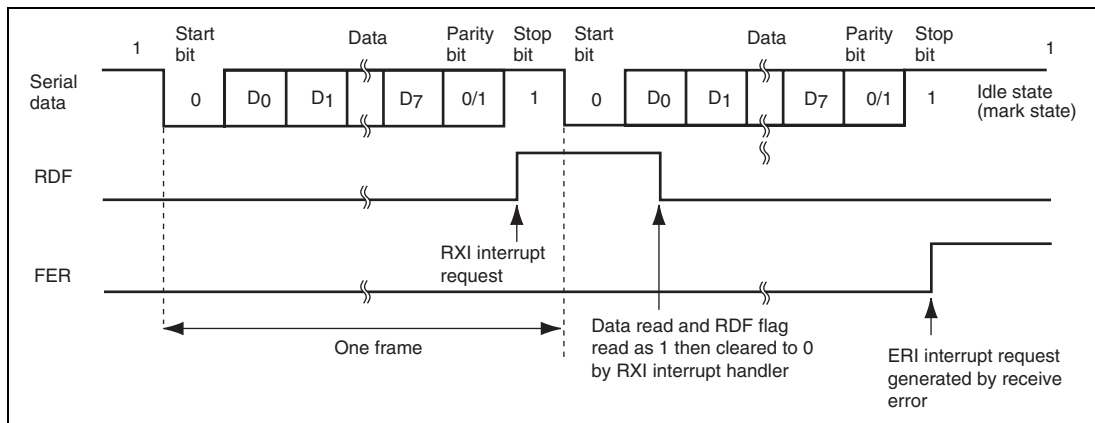 1 Start bit Data Parity bit Stop bit Start bit Data Parity bit Stop bit 1
Serial data
0 D0 D1 D7 0/1 1 0 D0 D1 D7 0/1 1 Idle state (mark state)
RDF
RXI interrupt request
FER
One frame
Data read and RDF flag
read as 1 then cleared to 0
by RXI interrupt handler
ERI interrupt request
generated by receive
error